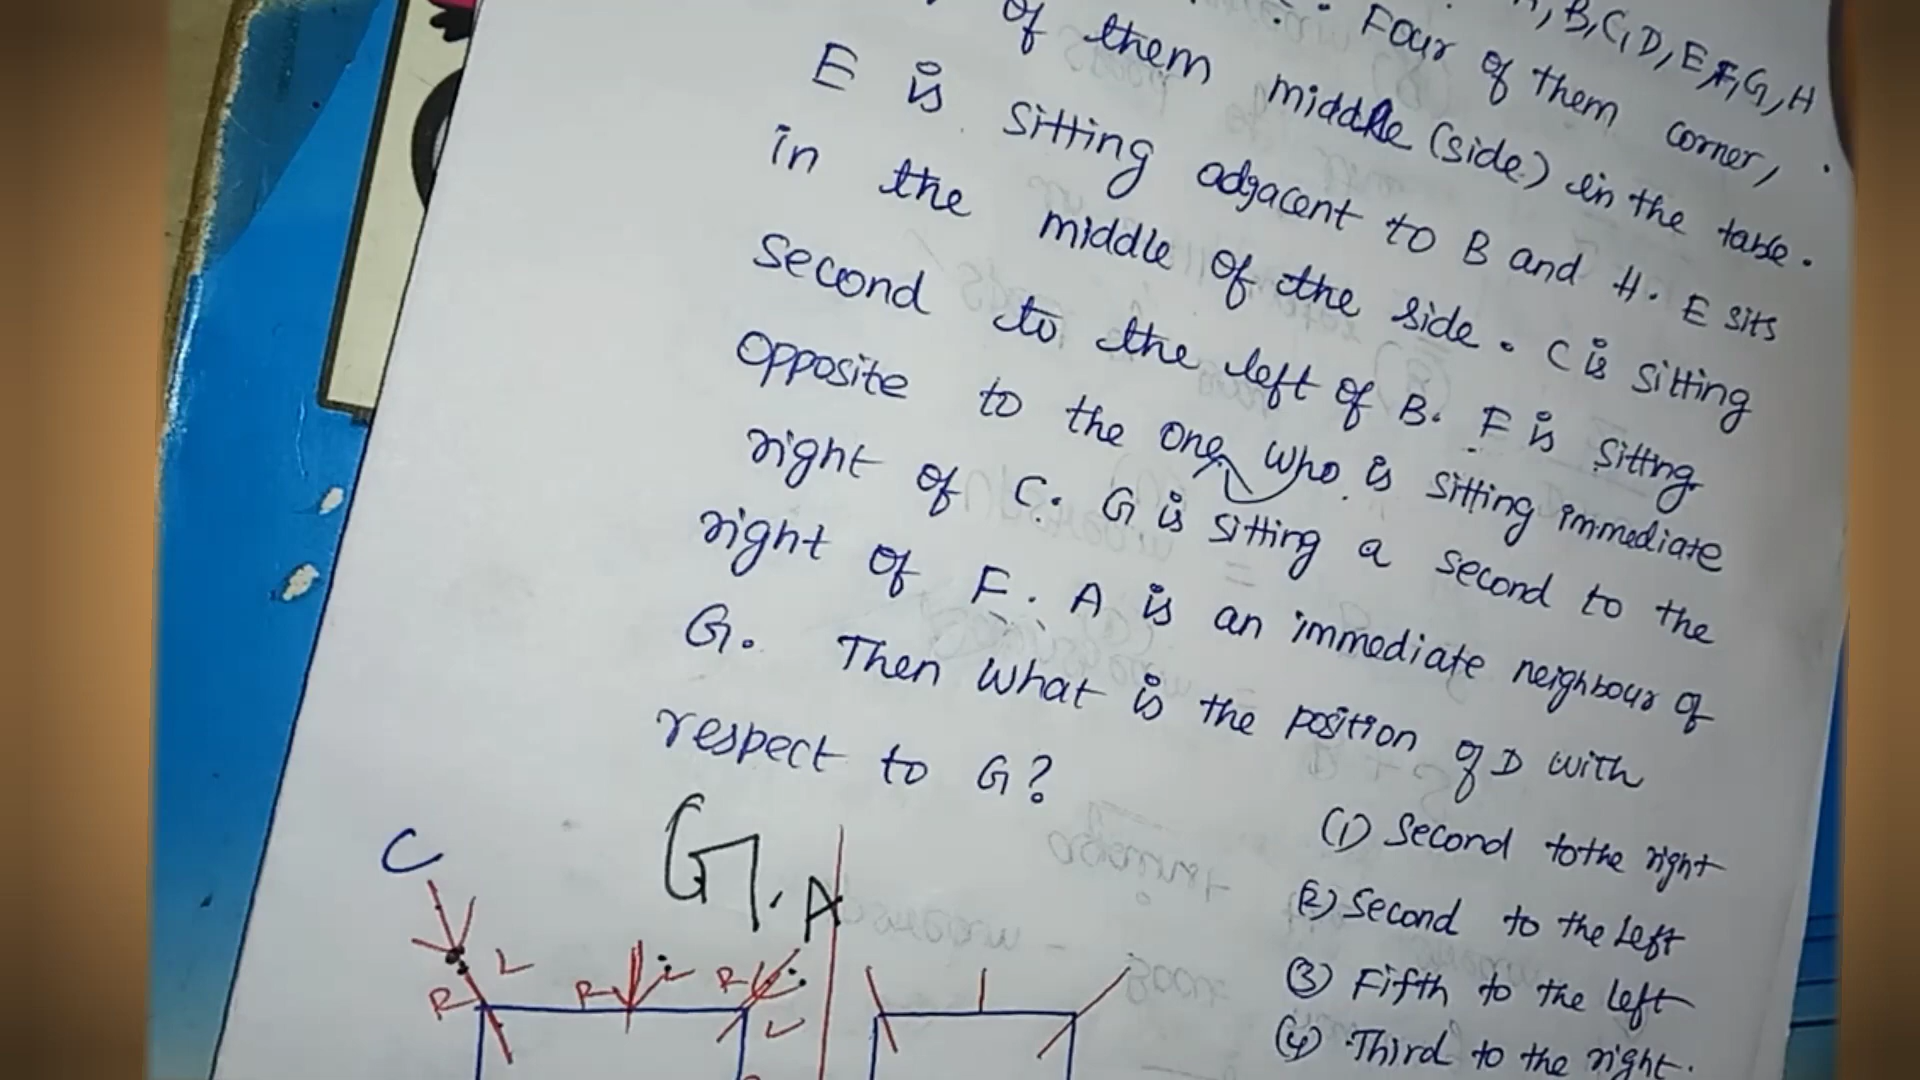 B,C,D,E,F,G,H
Four of them corner,
of them middle (side) in the table.
E is sitting adjacent to B and H. E sits
in the middle of the side. C is sitting
second to the left of B. F is sitting
opposite to the one who is sitting immediate
right of C. G is sitting a second to the
right of F. A is an immediate neighbour of
G. Then what is the position of D with
respect to G?
(1) Second to the right
(2) Second to the left
(3) Fifth to the left
(4) Third to the right.
C
G, A
R L
R L
R L